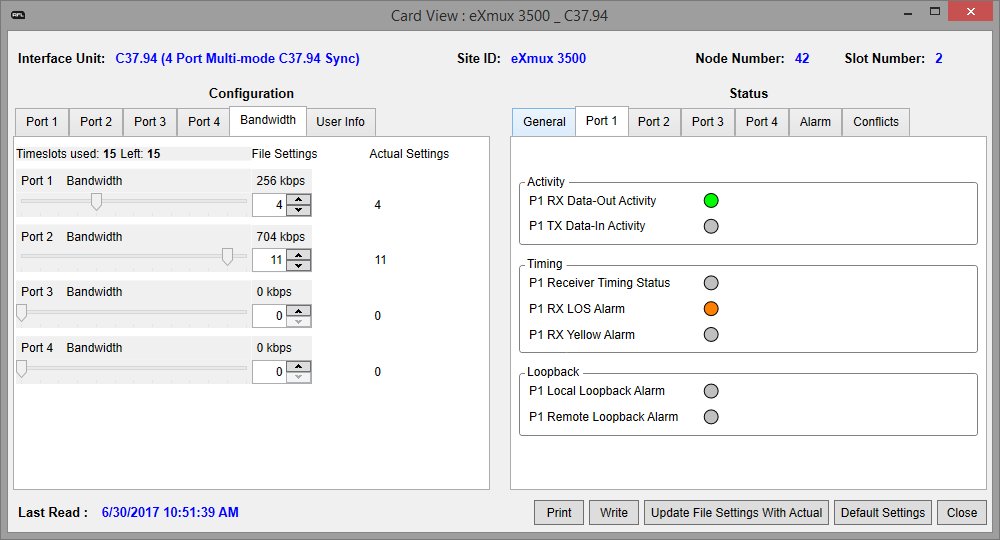 AFL
Card View : eXmux 3500 _ C37.94
Interface Unit: C37.94 (4 Port Multi-mode C37.94 Sync) Site ID: eXmux 3500 Node Number: 42 Slot Number: 2
Configuration
Port 1 Port 2 Port 3 Port 4 Bandwidth User Info
Timeslots used: 15 Left: 15 File Settings Actual Settings
Port 1 Bandwidth 256 kbps
4 4
Port 2 Bandwidth 704 kbps
11 11
Port 3 Bandwidth 0 kbps
0 0
Port 4 Bandwidth 0 kbps
0 0
Status
General Port 1 Port 2 Port 3 Port 4 Alarm Conflicts
Activity
P1 RX Data-Out Activity
P1 TX Data-In Activity
Timing
P1 Receiver Timing Status
P1 RX LOS Alarm
P1 RX Yellow Alarm
Loopback
P1 Local Loopback Alarm
P1 Remote Loopback Alarm
Last Read : 6/30/2017 10:51:39 AM Print Write Update File Settings With Actual Default Settings Close